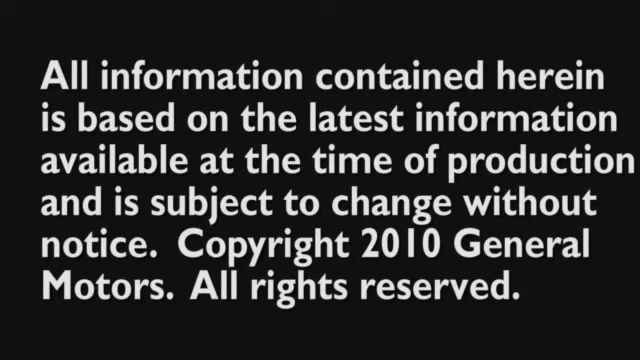 All information contained herein
is based on the latest information
available at the time of production
and is subject to change without
notice.  Copyright 2010 General
Motors.  All rights reserved.